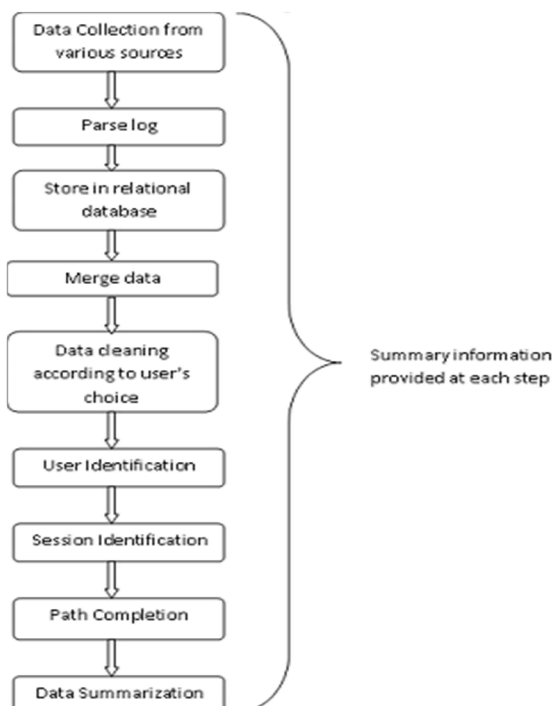 Data Collection from
various sources
Parse log
Store in relational
database
Merge data
Data cleaning
according to user's
choice
User Identification
Session Identification
Path Completion
Data Summarization
Summary information
provided at each step